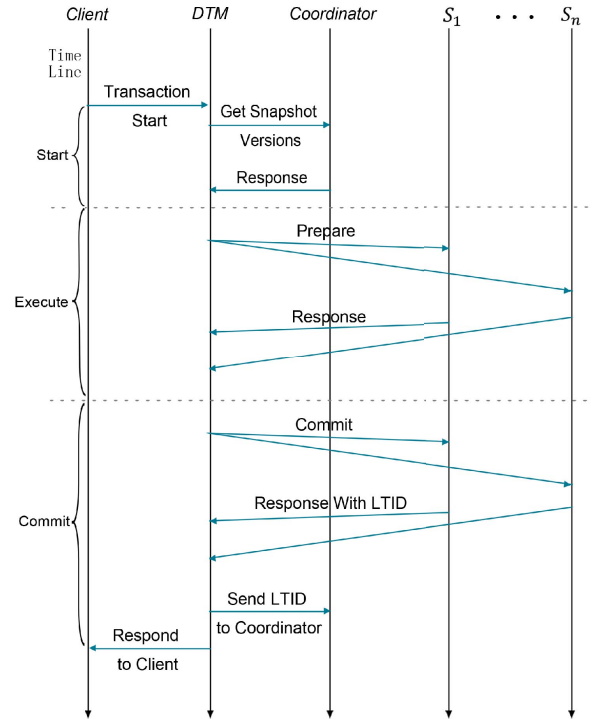 Client DTM Coordinator S₁ . . . Sₙ
Time
Line
Transaction
Start
Get Snapshot
Versions
Start
Response
Prepare
Execute
Response
Commit
Response With LTID
Commit
Send LTID
to Coordinator
Respond
to Client